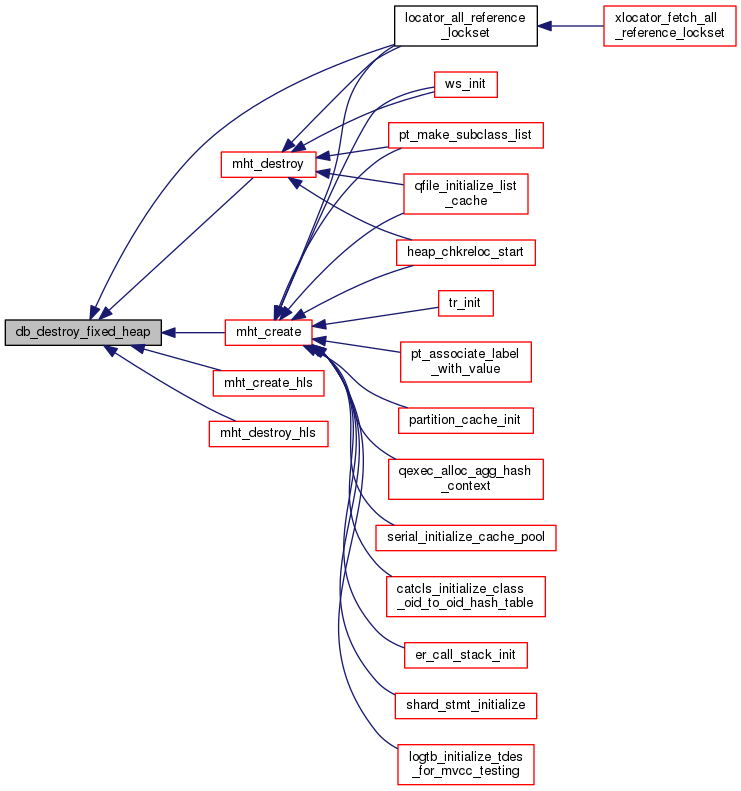 locator_all_reference
_lockset
xlocator_fetch_all
_reference_lockset
ws_init
pt_make_subclass_list
mht_destroy
qfile_initialize_list
_cache
heap_chkreloc_start
tr_init
db_destroy_fixed_heap
mht_create
pt_associate_label
_with_value
mht_create_hls
partition_cache_init
mht_destroy_hls
qexec_alloc_agg_hash
_context
serial_initialize_cache_pool
catcls_initialize_class
_oid_to_oid_hash_table
er_call_stack_init
shard_stmt_initialize
logtb_initialize_tdes
_for_mvcc_testing